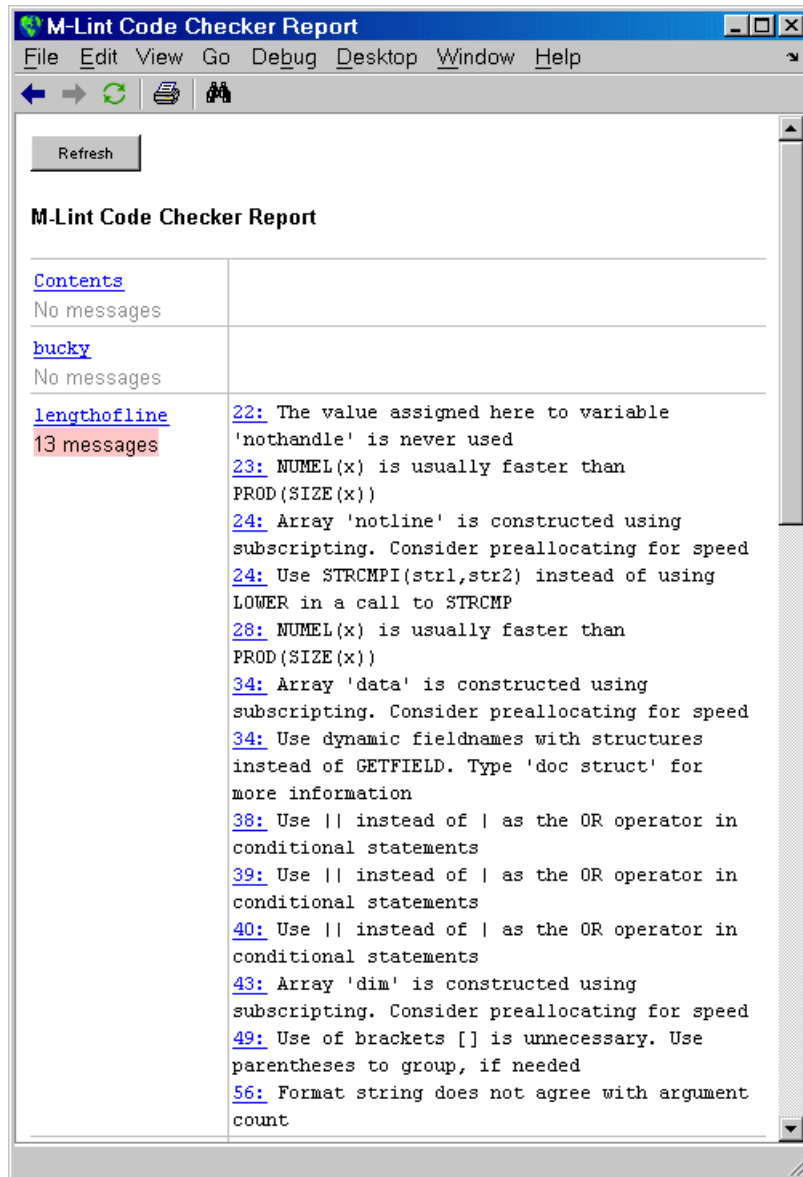 M-Lint Code Checker Report
File Edit View Go Debug Desktop Window Help
Refresh
M-Lint Code Checker Report
Contents
No messages
bucky
No messages
lengthofline
13 messages
22: The value assigned here to variable
'nothandle' is never used
23: NUMEL(x) is usually faster than
PROD(SIZE(x))
24: Array 'notline' is constructed using
subscripting. Consider preallocating for speed
24: Use STRCMPI(str1,str2) instead of using
LOWER in a call to STRCMP
28: NUMEL(x) is usually faster than
PROD(SIZE(x))
34: Array 'data' is constructed using
subscripting. Consider preallocating for speed
34: Use dynamic fieldnames with structures
instead of GETFIELD. Type 'doc struct' for
more information
38: Use || instead of | as the OR operator in
conditional statements
39: Use || instead of | as the OR operator in
conditional statements
40: Use || instead of | as the OR operator in
conditional statements
43: Array 'dim' is constructed using
subscripting. Consider preallocating for speed
49: Use of brackets [] is unnecessary. Use
parentheses to group, if needed
56: Format string does not agree with argument
count